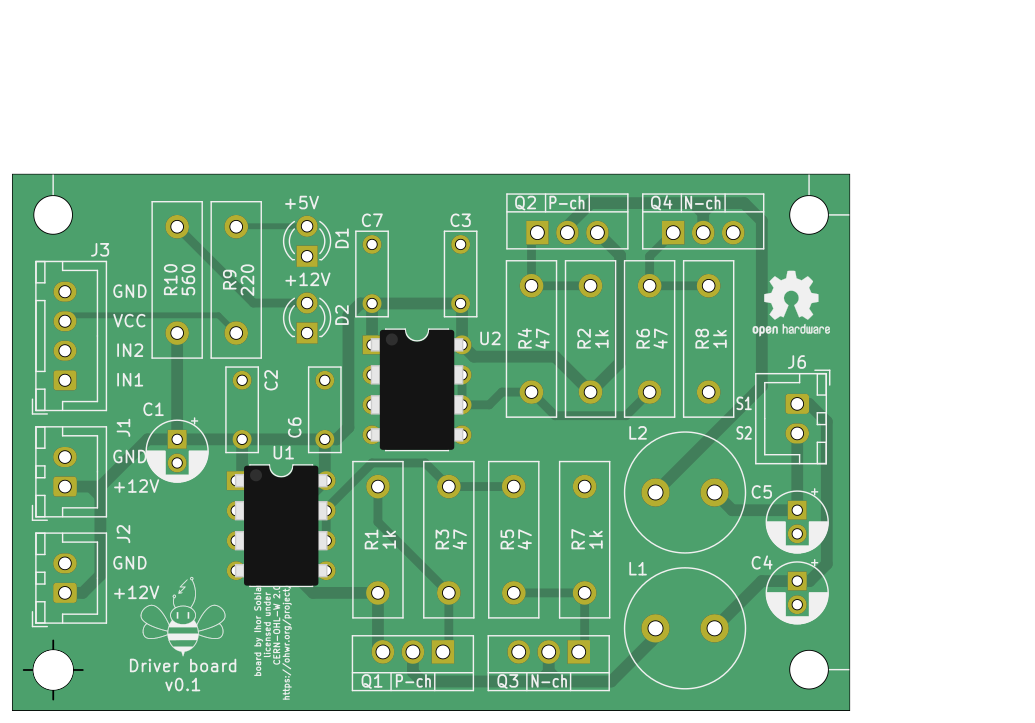 +5V
D1
C7
C3
Q2 P-ch
Q4 N-ch
J3
R10
560
R9
220
+12V
D2
GND
VCC
IN2
IN1
U2
R4
47
R2
1k
R6
47
R8
1k
open hardware
J6
S1
S2
C2
C6
C1
+
J1
GND
+12V
U1
L2
C5
+
R1
1k
R3
47
R5
47
R7
1k
J2
GND
+12V
C4
+
L1
board by Ihor Sobla
licensed under
CERN-OHL-W 2.0
https://ohwr.org/project
Driver board
v0.1
Q1 P-ch
Q3 N-ch